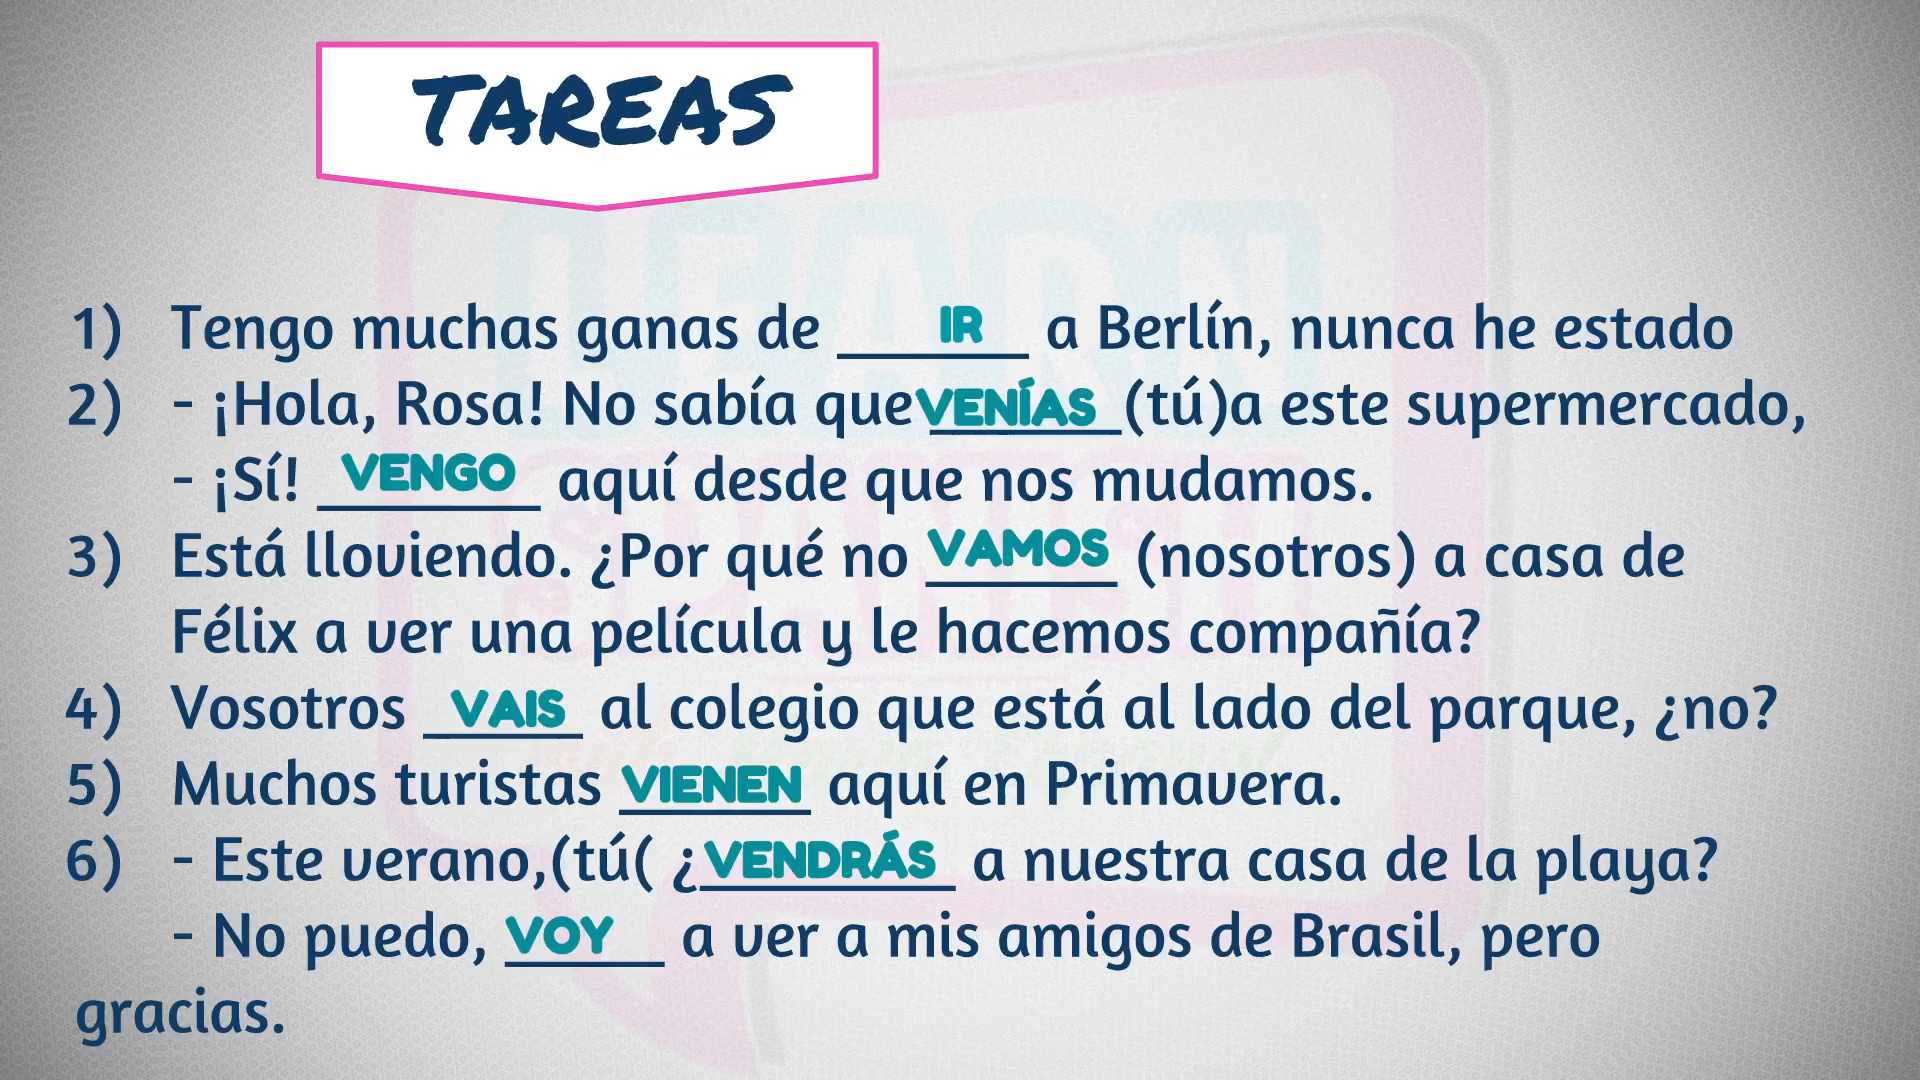 TAREAS
1) Tengo muchas ganas de IR a Berlín, nunca he estado
2) - ¡Hola, Rosa! No sabía que VENÍAS (tú)a este supermercado,
- ¡Sí! VENGO aquí desde que nos mudamos.
3) Está lloviendo. ¿Por qué no VAMOS (nosotros) a casa de
Félix a ver una película y le hacemos compañía?
4) Vosotros VAIS al colegio que está al lado del parque, ¿no?
5) Muchos turistas VIENEN aquí en Primavera.
6) - Este verano,(tú( ¿VENDRÁS a nuestra casa de la playa?
- No puedo, VOY a ver a mis amigos de Brasil, pero
gracias.
LEARN
SPANISH